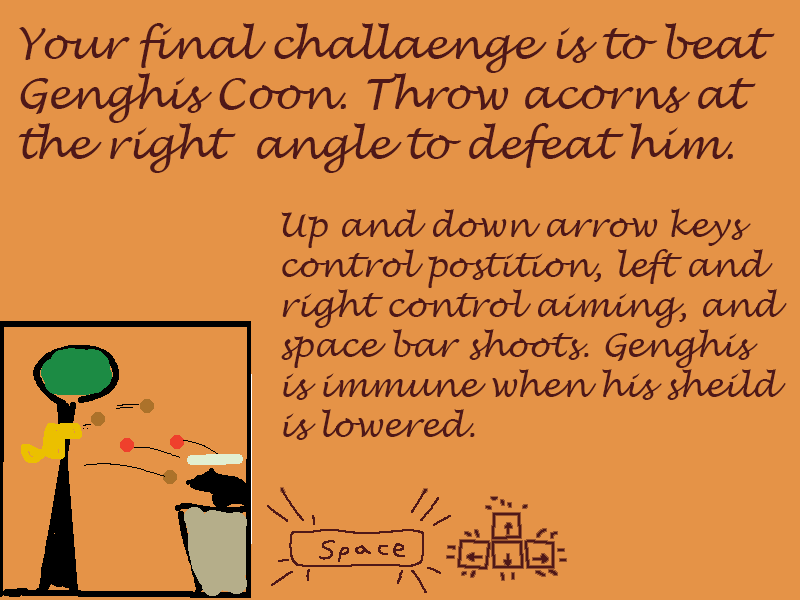 Your final challaenge is to beat
Genghis Coon. Throw acorns at
the right angle to defeat him.
Up and down arrow keys
control postition, left and
right control aiming, and
space bar shoots. Genghis
is immune when his sheild
is lowered.
Space